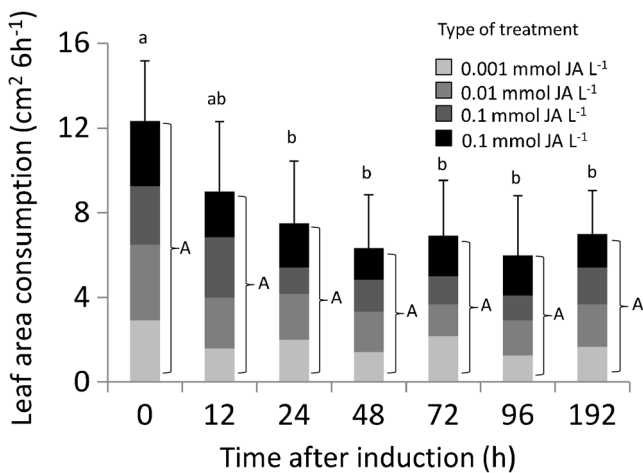 Type of treatment
0.001 mmol JA L-1
0.01 mmol JA L-1
0.1 mmol JA L-1
0.1 mmol JA L-1
Leaf area consumption (cm2 6h-1)
16
12
8
4
0
a
ab
b
b
b
b
b
A
A
A
A
A
A
A
0 12 24 48 72 96 192
Time after induction (h)